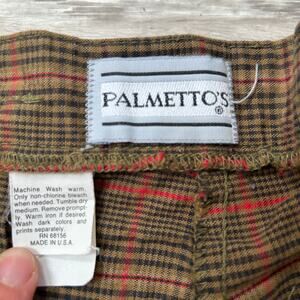 PALMETTO'S
®
Machine Wash warm.
Only non-chlorine bleach,
when needed. Tumble dry
medium. Remove prompt-
ly. Warm iron if desired.
Wash dark colors and
prints separately.
RN 68156
MADE IN U.S.A.